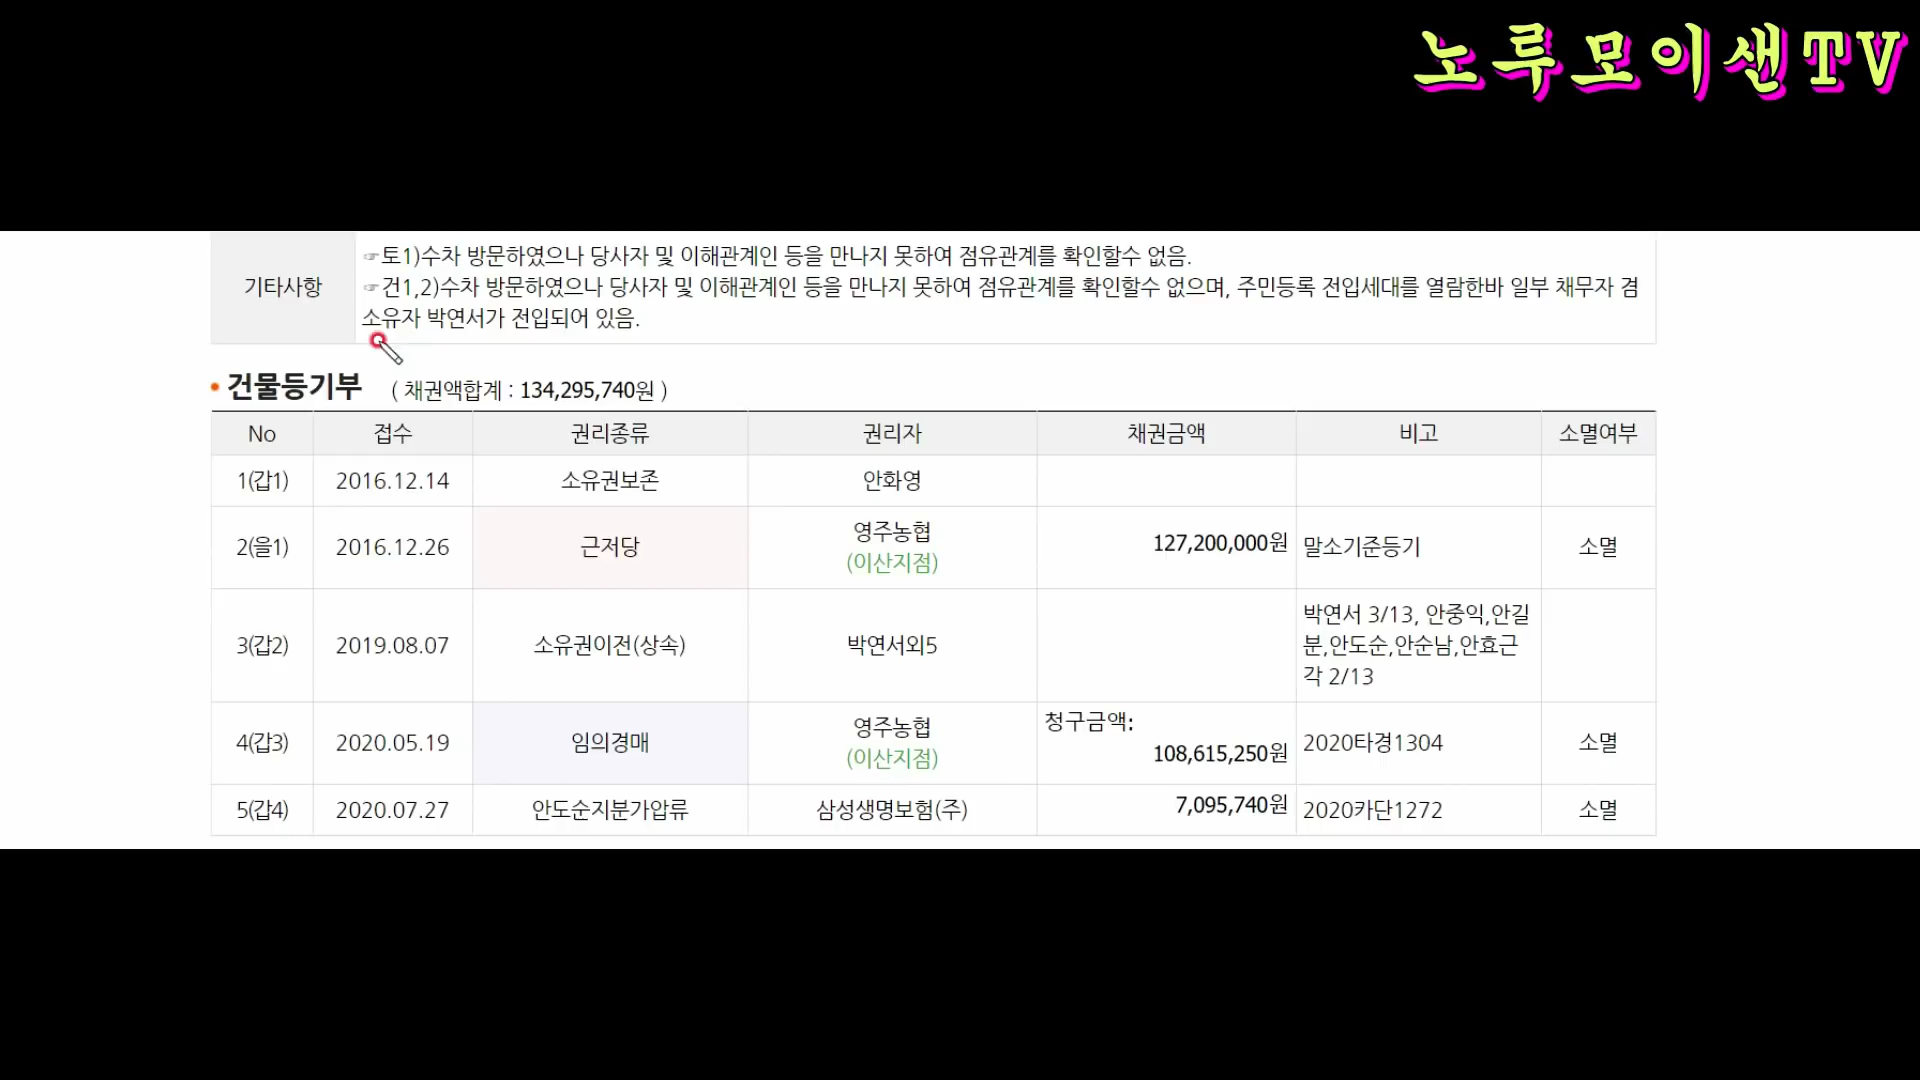 노루모이샌TV
기타사항
☞토1)수차 방문하였으나 당사자 및 이해관계인 등을 만나지 못하여 점유관계를 확인할수 없음.
☞건1,2)수차 방문하였으나 당사자 및 이해관계인 등을 만나지 못하여 점유관계를 확인할수 없으며, 주민등록 전입세대를 열람한바 일부 채무자 겸
소유자 박연서가 전입되어 있음.
• 건물등기부 ( 채권액합계 : 134,295,740원 )
No 접수 권리종류 권리자 채권금액 비고 소멸여부
1(갑1) 2016.12.14 소유권보존 안화영
2(을1) 2016.12.26 근저당 영주농협 127,200,000원 말소기준등기 소멸
(이산지점)
3(갑2) 2019.08.07 소유권이전(상속) 박연서외5 박연서 3/13, 안중익,안길
분,안도순,안순남,안효근
각 2/13
4(갑3) 2020.05.19 임의경매 영주농협 청구금액: 2020타경1304 소멸
(이산지점) 108,615,250원
5(갑4) 2020.07.27 안도순지분가압류 삼성생명보험(주) 7,095,740원 2020카단1272 소멸